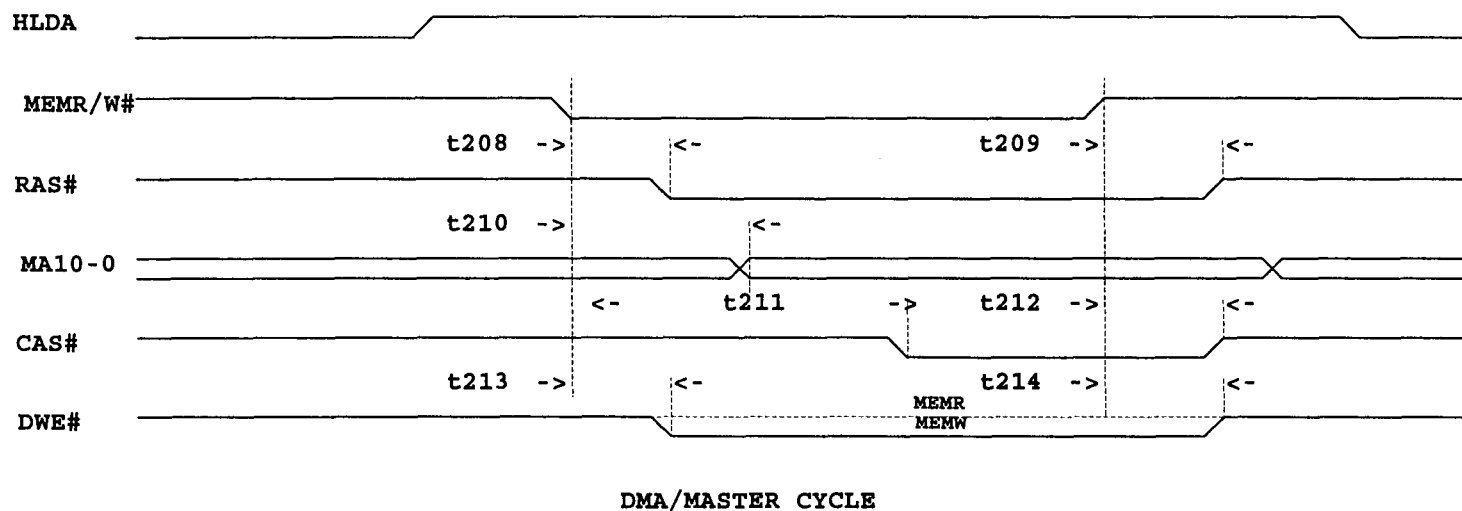 HLDA
MEMR/W#
t208 -> <- t209 -> <-
RAS#
t210 -> <-
MA10-0
<- t211 -> t212 -> <-
CAS#
t213 -> <- t214 -> <-
MEMR
DWE# MEMW
DMA/MASTER CYCLE